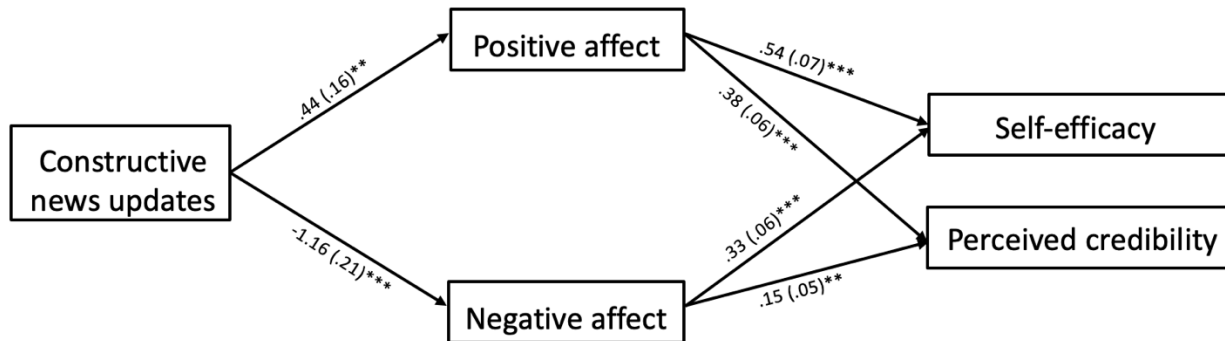 Positive affect
.54 (.07)***
.44 (.16)**
.38 (.06)***
Self-efficacy
Constructive
news updates
-1.16 (.21)***
.33 (.06)***
Perceived credibility
.15 (.05)**
Negative affect